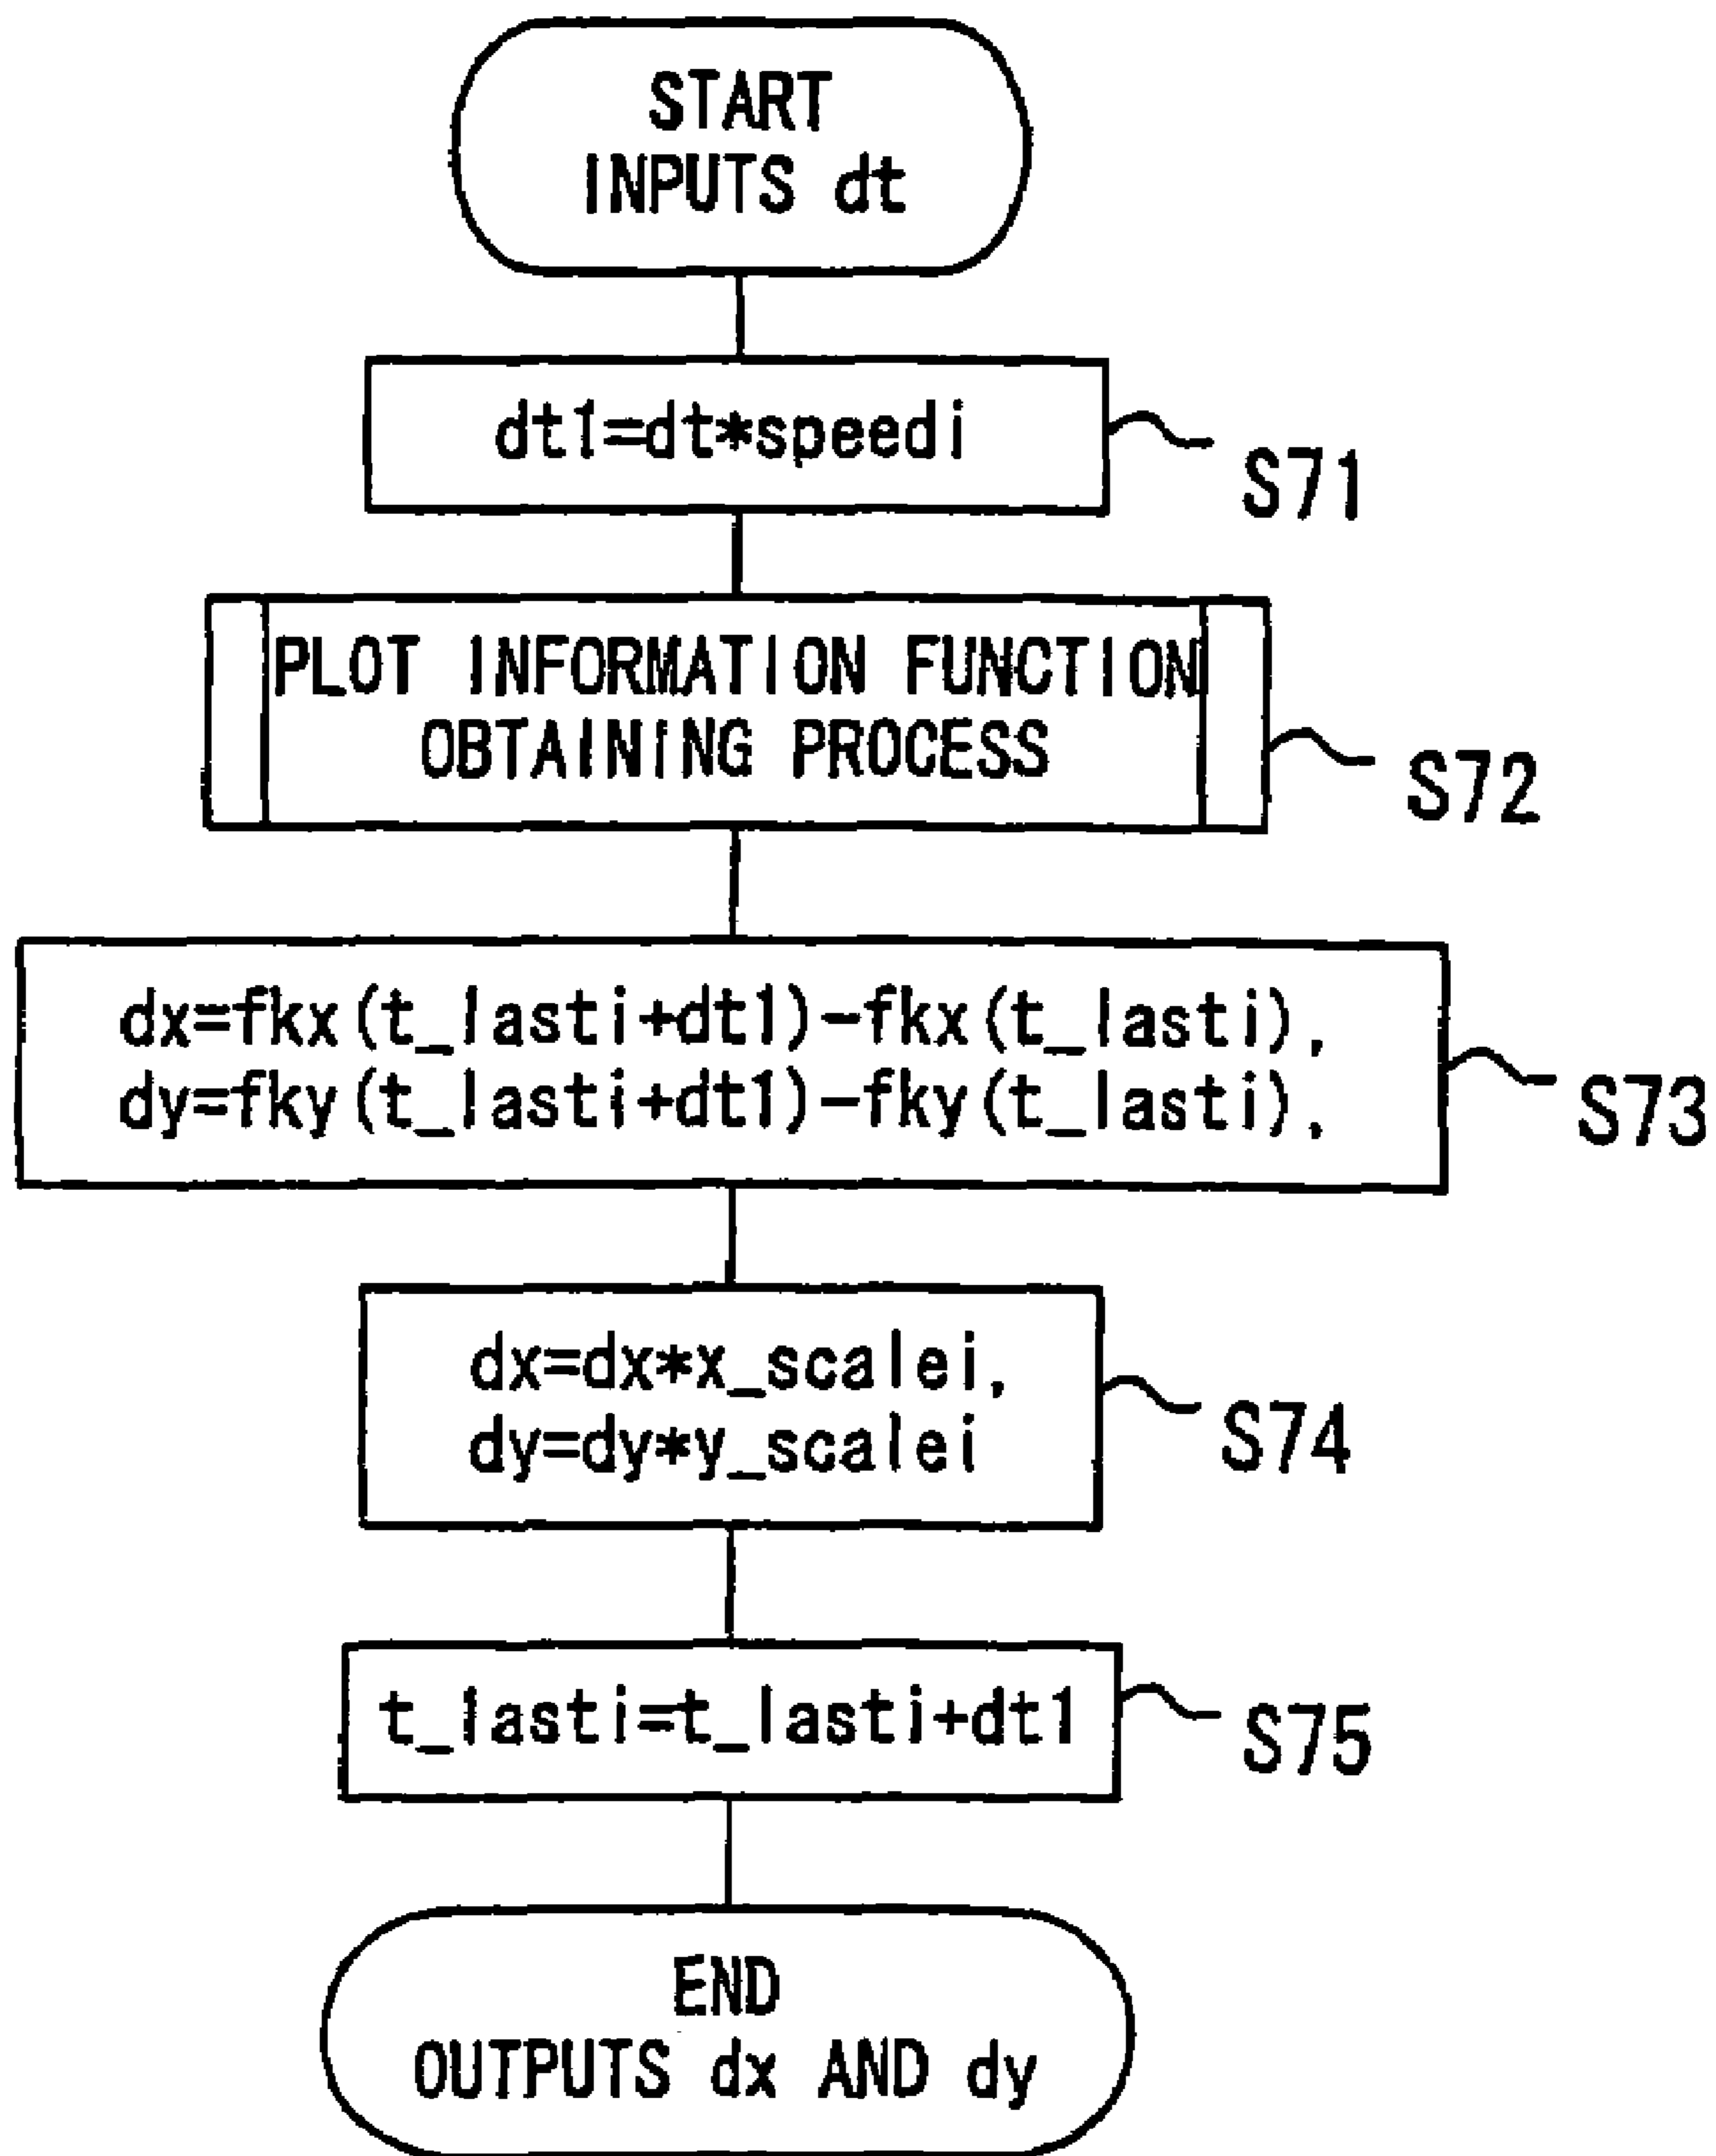 START
INPUTS dt
dt1=dt*speedi
S71
PLOT INFORMATION FUNCTION
OBTAINING PROCESS
S72
dx=fkx(t_lasti+dt1)-fkx(t_lasti),
dy=fky(t_lasti+dt1)-fky(t_lasti),
S73
dx=dx*x_scalei,
dy=dy*y_scalei
S74
t_lasti=t_lasti+dt1
S75
END
OUTPUTS dx AND dy